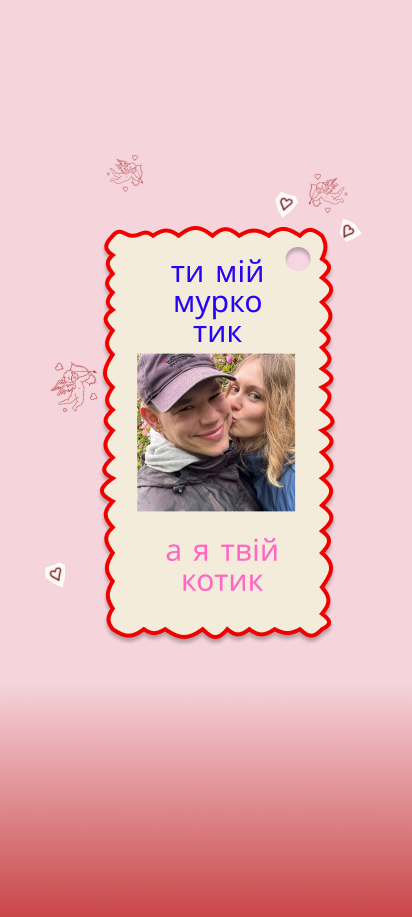 ти мій
мурко
тик
а я твій
котик